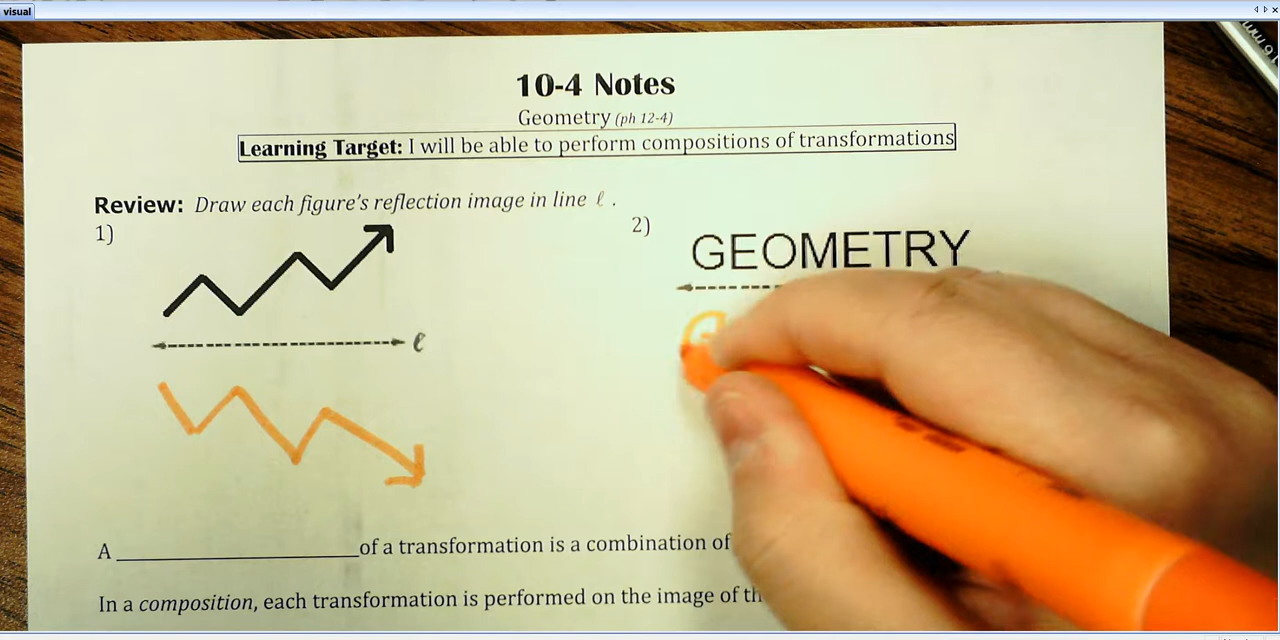 visual
10-4 Notes
Geometry (ph 12-4)
Learning Target: I will be able to perform compositions of transformations
Review: Draw each figure's reflection image in line ℓ .
1)
2)
GEOMETRY
ℓ
G
A ____________________of a transformation is a combination of
In a composition, each transformation is performed on the image of